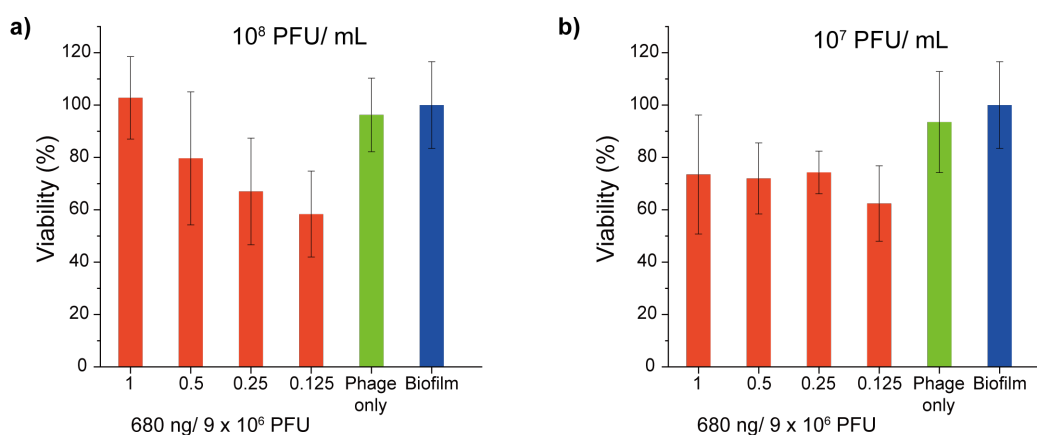 a)
10⁸ PFU/ mL
Viability (%)
120
100
80
60
40
20
0
1 0.5 0.25 0.125 Phage only Biofilm
680 ng/ 9 x 10⁶ PFU
b)
10⁷ PFU/ mL
Viability (%)
120
100
80
60
40
20
0
1 0.5 0.25 0.125 Phage only Biofilm
680 ng/ 9 x 10⁶ PFU